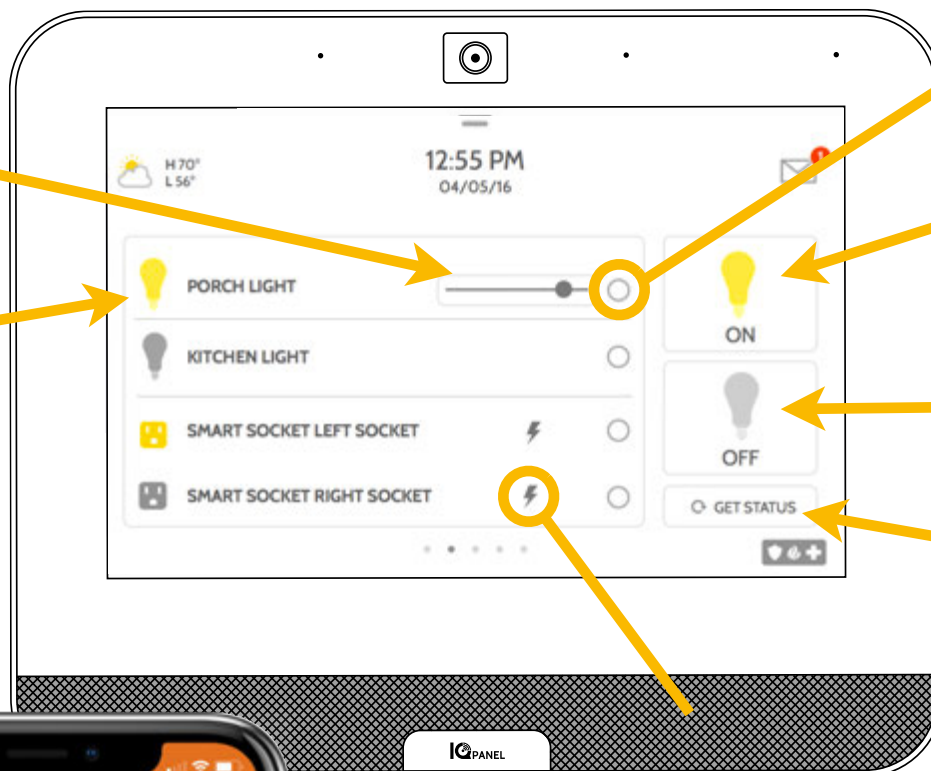 H 70°
L 56°
12:55 PM
04/05/16
1
PORCH LIGHT
KITCHEN LIGHT
SMART SOCKET LEFT SOCKET
SMART SOCKET RIGHT SOCKET
ON
OFF
GET STATUS
IQ PANEL